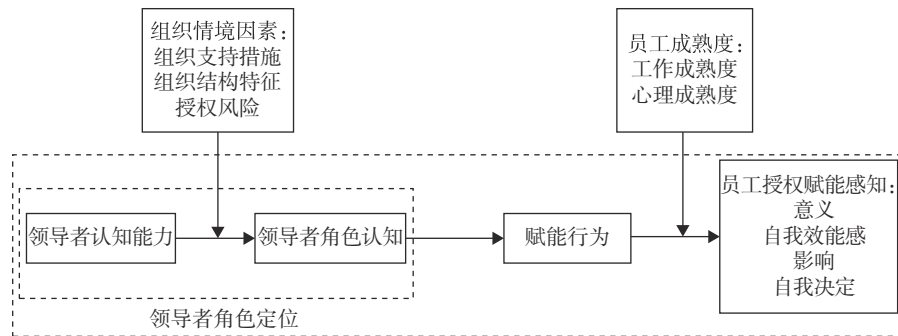 组织情境因素：
组织支持措施
组织结构特征
授权风险
员工成熟度：
工作成熟度
心理成熟度
领导者认知能力
领导者角色认知
赋能行为
员工授权赋能感知：
意义
自我效能感
影响
自我决定
领导者角色定位